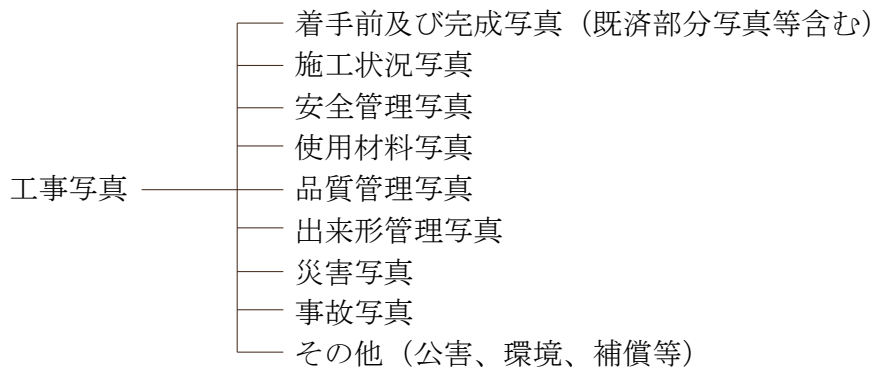 着手前及び完成写真（既済部分写真等含む）
施工状況写真
安全管理写真
使用材料写真
工事写真
品質管理写真
出来形管理写真
災害写真
事故写真
その他（公害、環境、補償等）